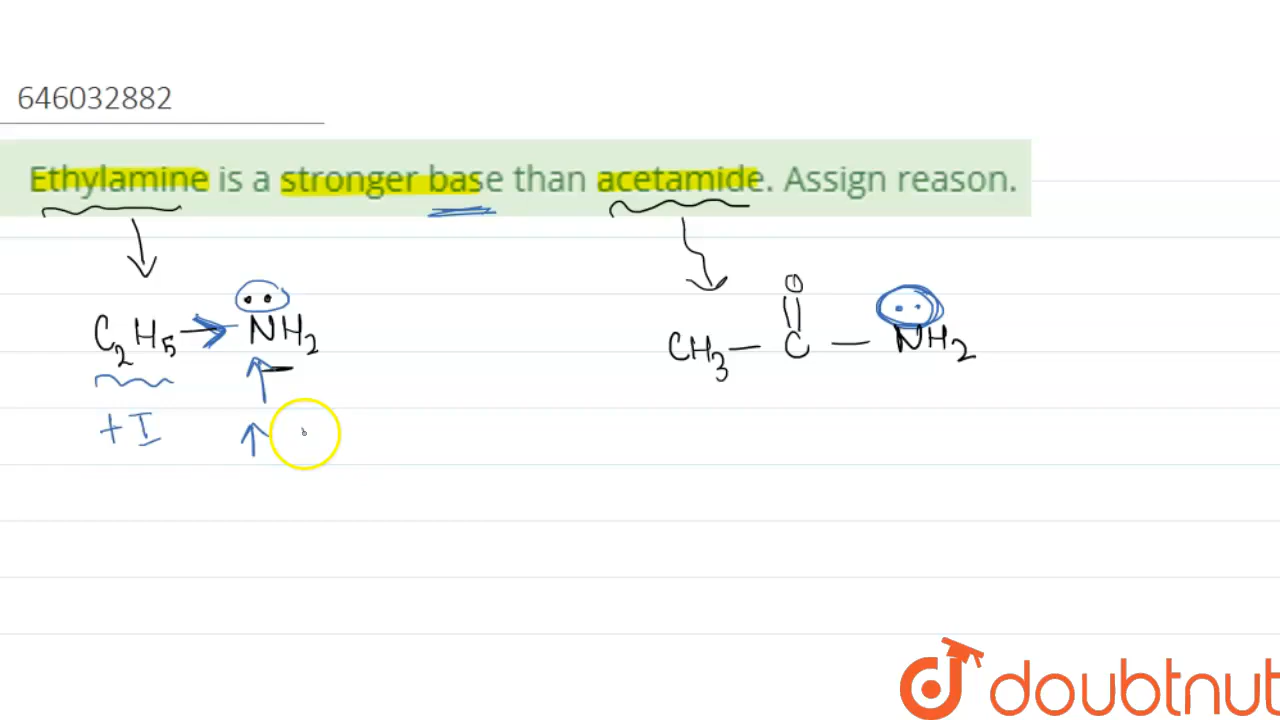 646032882
Ethylamine is a stronger base than acetamide. Assign reason.
C2H5 NH2
+I
O
CH3 – C – NH2
doubtnut